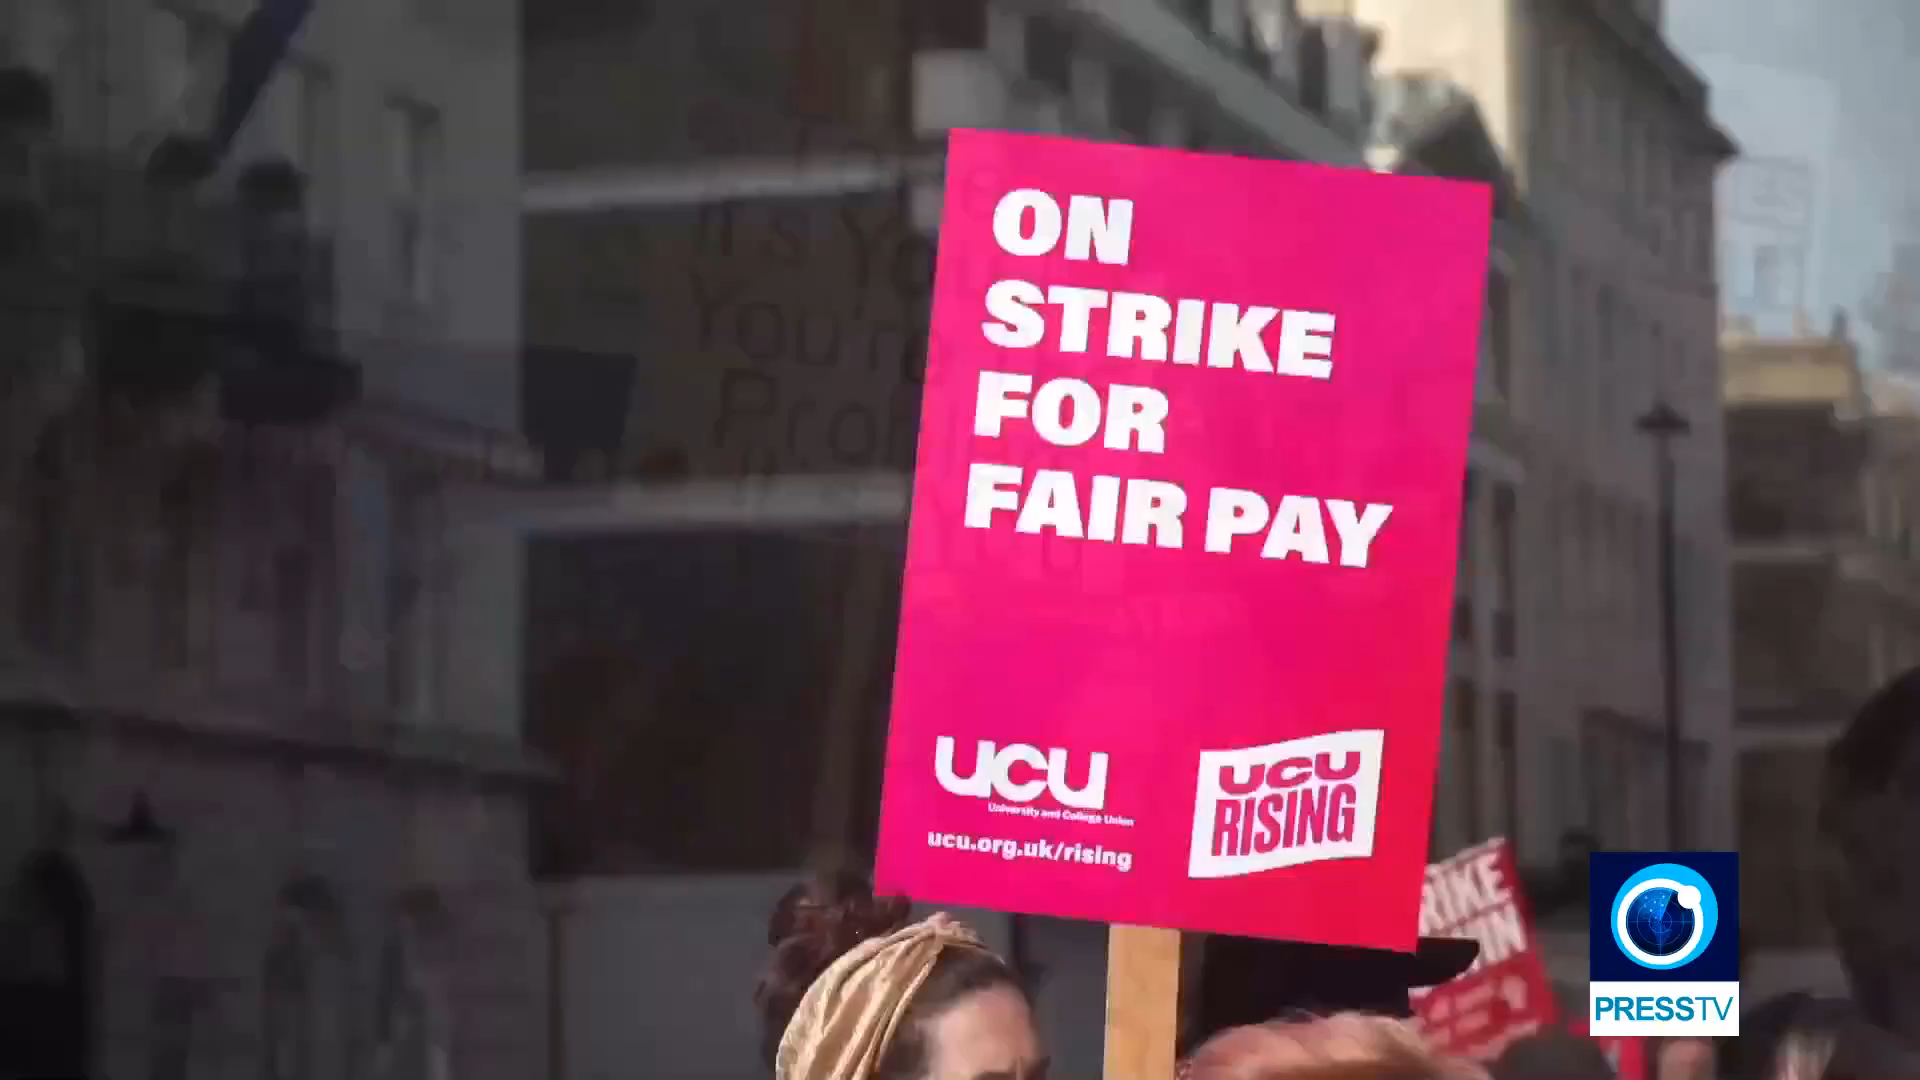 ON
STRIKE
FOR
FAIR PAY
ucu
University and College Union
ucu.org.uk/rising
UCU
RISING
PRESSTV